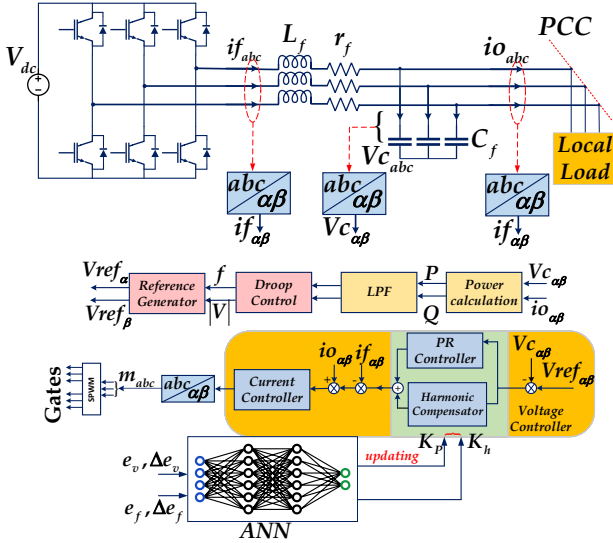 V_dc
if_abc
L_f
r_f
io_abc
PCC
Vc_abc
C_f
Local
Load
abc
αβ
abc
αβ
abc
αβ
if_αβ
Vc_αβ
if_αβ
Vref_α
Vref_β
Reference
Generator
f
|V|
Droop
Control
LPF
P
Q
Power
calculation
Vc_αβ
io_αβ
Gates
SPWM
m_abc
abc
αβ
Current
Controller
io_αβ
if_αβ
+
-
-
+
PR
Controller
Harmonic
Compensator
Vc_αβ
-
-
Vref_αβ
Voltage
Controller
updating
K_P
K_h
e_v, Δe_v
e_f, Δe_f
ANN